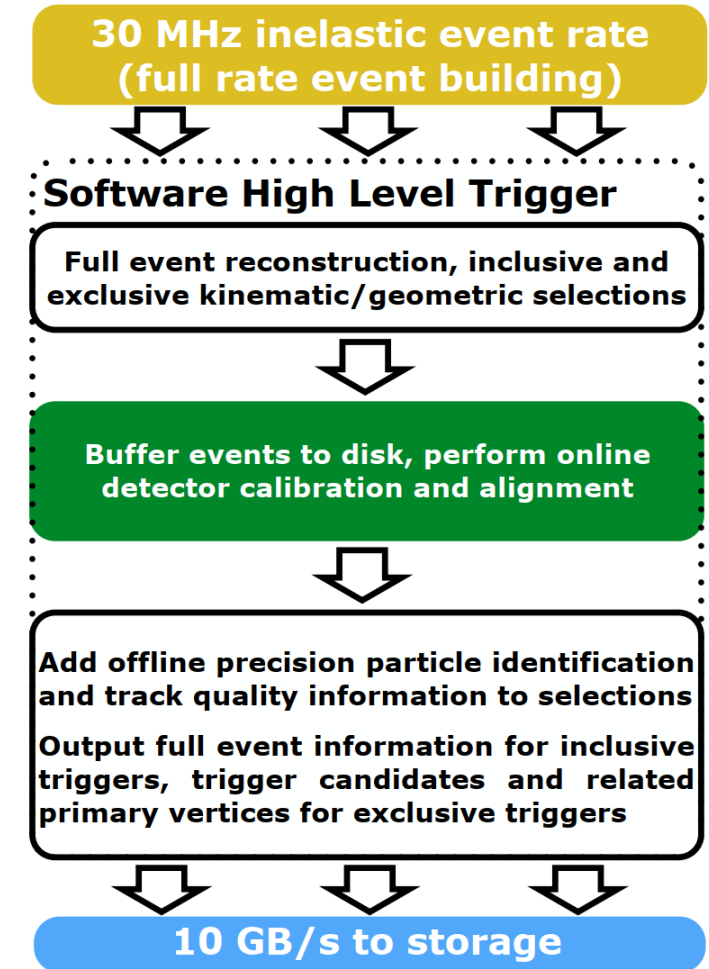 30 MHz inelastic event rate
(full rate event building)
Software High Level Trigger
Full event reconstruction, inclusive and
exclusive kinematic/geometric selections
Buffer events to disk, perform online
detector calibration and alignment
Add offline precision particle identification
and track quality information to selections
Output full event information for inclusive
triggers, trigger candidates and related
primary vertices for exclusive triggers
10 GB/s to storage